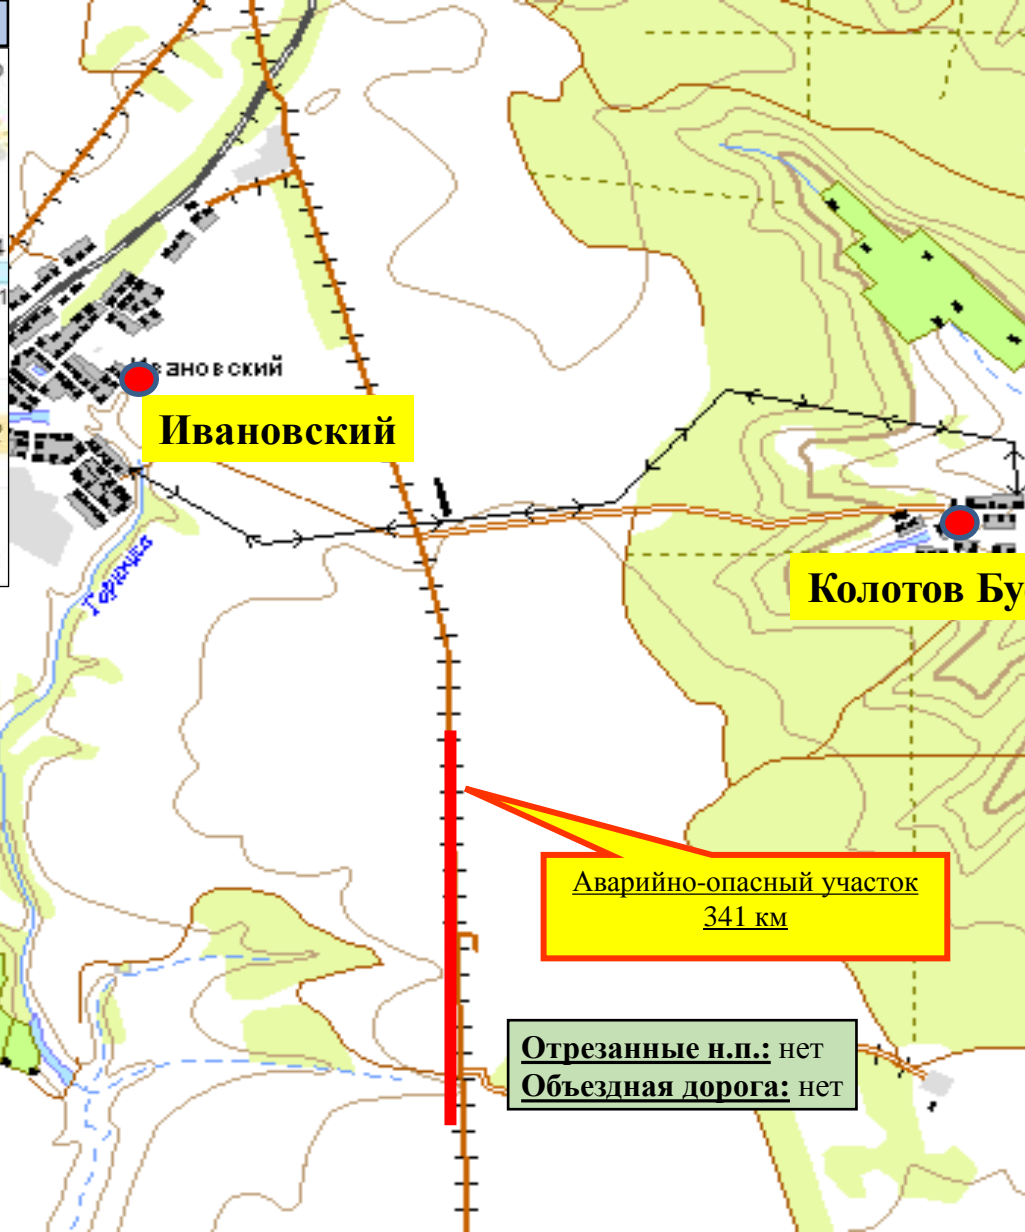 Ивановский
Ивановский
Колотов Бу
Аварийно-опасный участок
341 км
Отрезанные н.п.: нет
Объездная дорога: нет